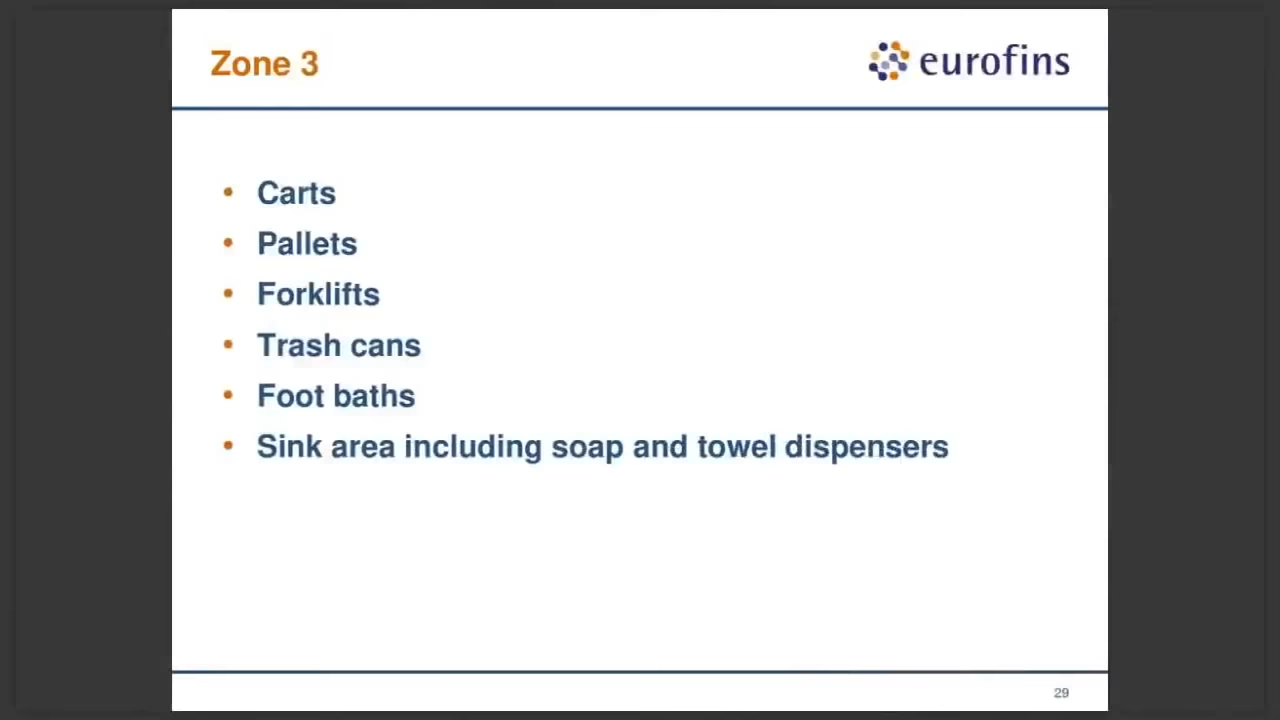 Zone 3
eurofins
• Carts
• Pallets
• Forklifts
• Trash cans
• Foot baths
• Sink area including soap and towel dispensers
29